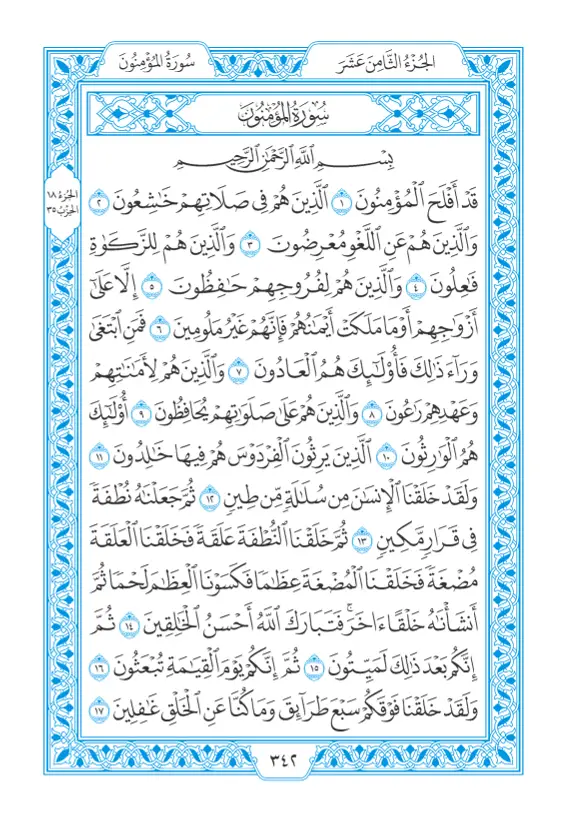 الجُزْءُ الثَّامِنَ عَشَرَ
سُورَةُ المُؤْمِنُونَ
سُورَةُ المُؤْمِنُونَ
بِسْمِ اللَّهِ الرَّحْمَٰنِ الرَّحِيمِ
قَدْ أَفْلَحَ الْمُؤْمِنُونَ ١ الَّذِينَ هُمْ فِي صَلَاتِهِمْ خَاشِعُونَ ٢
وَالَّذِينَ هُمْ عَنِ اللَّغْوِ مُعْرِضُونَ ٣ وَالَّذِينَ هُمْ لِلزَّكَوٰةِ
فَاعِلُونَ ٤ وَالَّذِينَ هُمْ لِفُرُوجِهِمْ حَافِظُونَ ٥ إِلَّا عَلَىٰ
أَزْوَاجِهِمْ أَوْ مَا مَلَكَتْ أَيْمَانُهُمْ فَإِنَّهُمْ غَيْرُ مَلُومِينَ ٦ فَمَنِ ابْتَغَىٰ
وَرَاءَ ذَٰلِكَ فَأُولَٰئِكَ هُمُ الْعَادُونَ ٧ وَالَّذِينَ هُمْ لِأَمَانَاتِهِمْ
وَعَهْدِهِمْ رَاعُونَ ٨ وَالَّذِينَ هُمْ عَلَىٰ صَلَوَاتِهِمْ يُحَافِظُونَ ٩ أُولَٰئِكَ
هُمُ الْوَارِثُونَ ١٠ الَّذِينَ يَرِثُونَ الْفِرْدَوْسَ هُمْ فِيهَا خَالِدُونَ ١١
وَلَقَدْ خَلَقْنَا الْإِنسَانَ مِن سُلَالَةٍ مِّن طِينٍ ١٢ ثُمَّ جَعَلْنَاهُ نُطْفَةً
فِي قَرَارٍ مَّكِينٍ ١٣ ثُمَّ خَلَقْنَا النُّطْفَةَ عَلَقَةً فَخَلَقْنَا الْعَلَقَةَ
مُضْغَةً فَخَلَقْنَا الْمُضْغَةَ عِظَامًا فَكَسَوْنَا الْعِظَامَ لَحْمًا ثُمَّ
أَنشَأْنَاهُ خَلْقًا ءَاخَرَ ۚ فَتَبَارَكَ اللَّهُ أَحْسَنُ الْخَالِقِينَ ١٤ ثُمَّ
إِنَّكُم بَعْدَ ذَٰلِكَ لَمَيِّتُونَ ١٥ ثُمَّ إِنَّكُمْ يَوْمَ الْقِيَامَةِ تُبْعَثُونَ ١٦
وَلَقَدْ خَلَقْنَا فَوْقَكُمْ سَبْعَ طَرَائِقَ وَمَا كُنَّا عَنِ الْخَلْقِ غَافِلِينَ ١٧
الجُزْءُ ١٨
الحِزْبُ ٣٥
٣٤٢